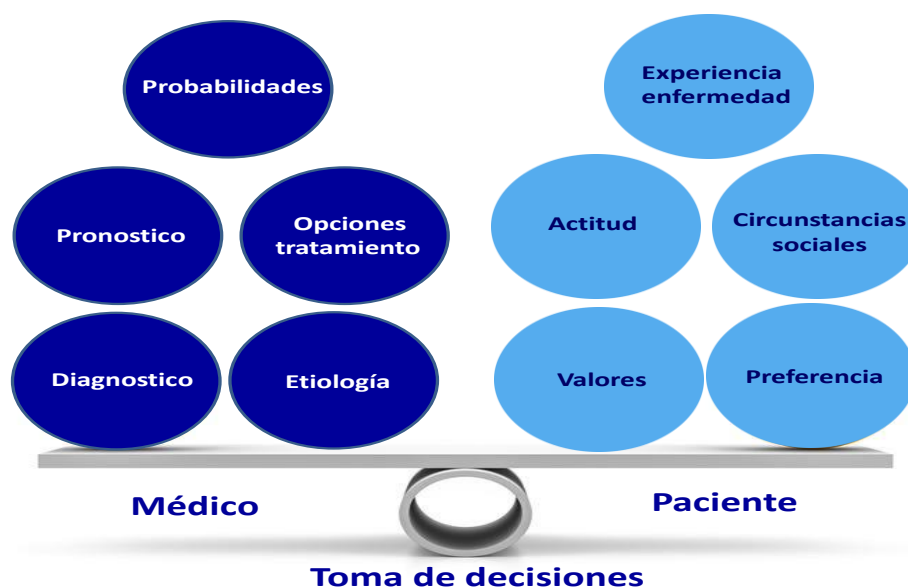 Probabilidades
Pronostico
Opciones
tratamiento
Diagnostico
Etiología
Experiencia
enfermedad
Actitud
Circunstancias
sociales
Valores
Preferencia
Médico
Paciente
Toma de decisiones